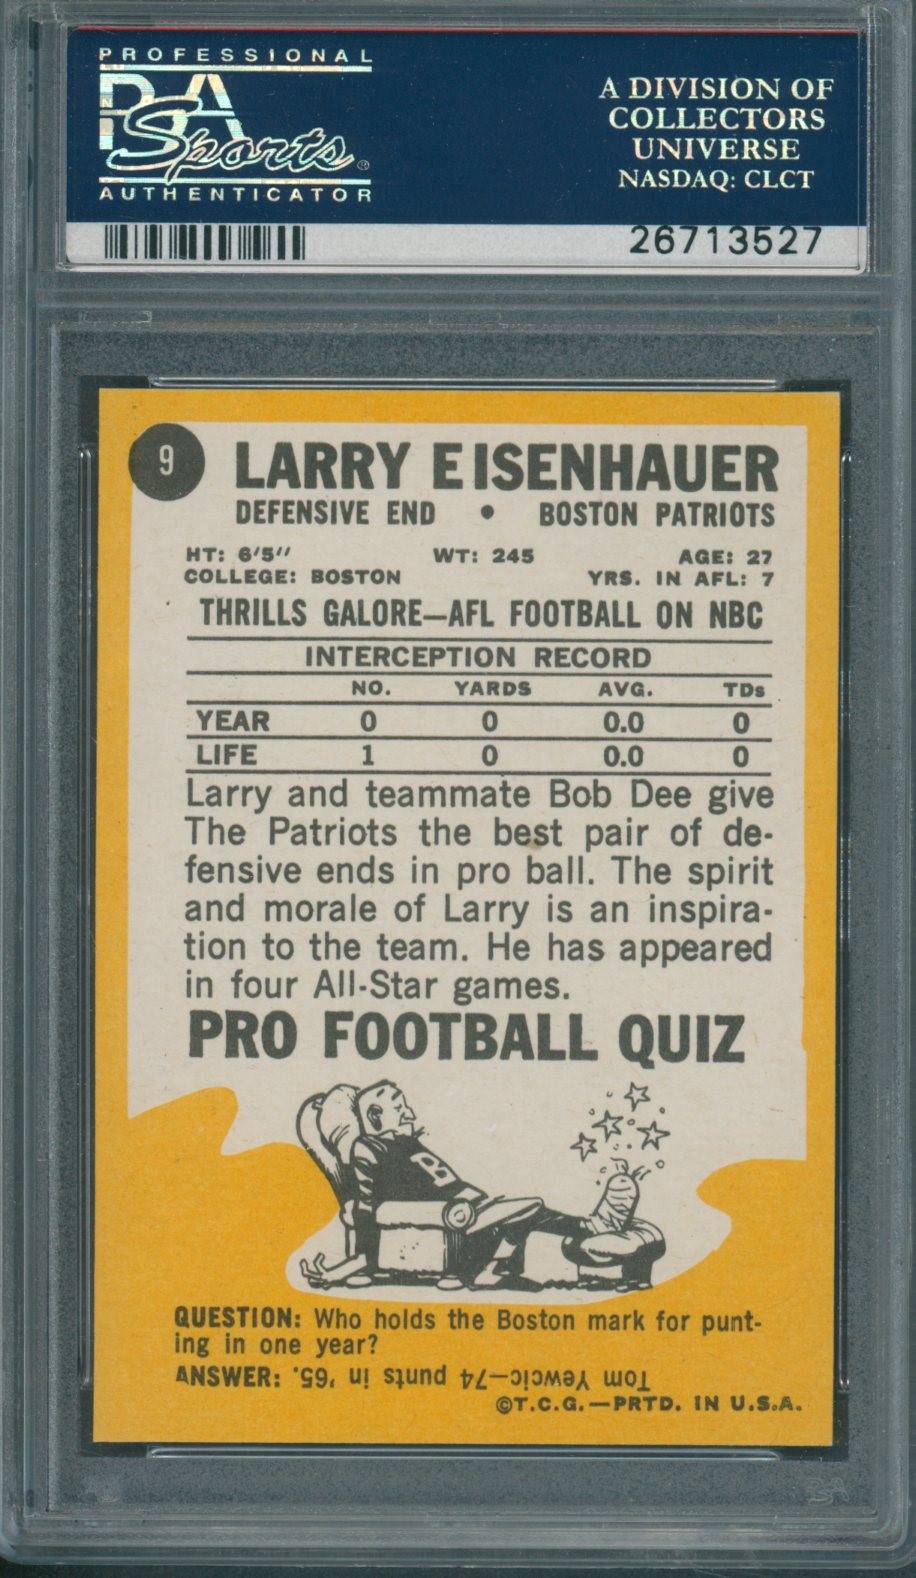 PROFESSIONAL
PSA
Sports®
AUTHENTICATOR
A DIVISION OF
COLLECTORS
UNIVERSE
NASDAQ: CLCT
26713527
9
LARRY EISENHAUER
DEFENSIVE END • BOSTON PATRIOTS
HT: 6'5" WT: 245 AGE: 27
COLLEGE: BOSTON YRS. IN AFL: 7
THRILLS GALORE—AFL FOOTBALL ON NBC
INTERCEPTION RECORD
NO. YARDS AVG. TDs
YEAR 0 0 0.0 0
LIFE 1 0 0.0 0
Larry and teammate Bob Dee give
The Patriots the best pair of de-
fensive ends in pro ball. The spirit
and morale of Larry is an inspira-
tion to the team. He has appeared
in four All-Star games.
PRO FOOTBALL QUIZ
QUESTION: Who holds the Boston mark for punt-
ing in one year?
ANSWER: Tom Yewcic—74 punts in '65.
©T.C.G.—PRTD. IN U.S.A.